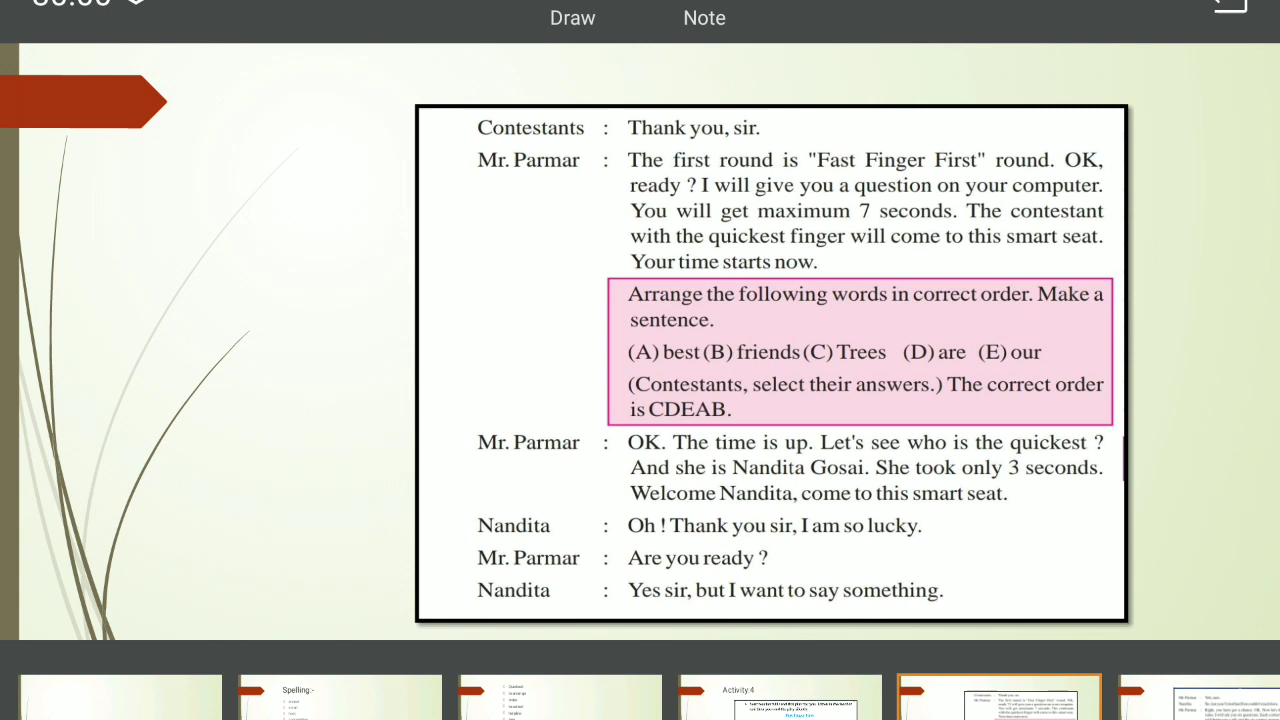 Draw Note
Contestants : Thank you, sir.
Mr. Parmar : The first round is "Fast Finger First" round. OK,
ready ? I will give you a question on your computer.
You will get maximum 7 seconds. The contestant
with the quickest finger will come to this smart seat.
Your time starts now.
Arrange the following words in correct order. Make a
sentence.
(A) best (B) friends (C) Trees (D) are (E) our
(Contestants, select their answers.) The correct order
is CDEAB.
Mr. Parmar : OK. The time is up. Let's see who is the quickest ?
And she is Nandita Gosai. She took only 3 seconds.
Welcome Nandita, come to this smart seat.
Nandita : Oh ! Thank you sir, I am so lucky.
Mr. Parmar : Are you ready ?
Nandita : Yes sir, but I want to say something.
Spelling:-
Activity:4